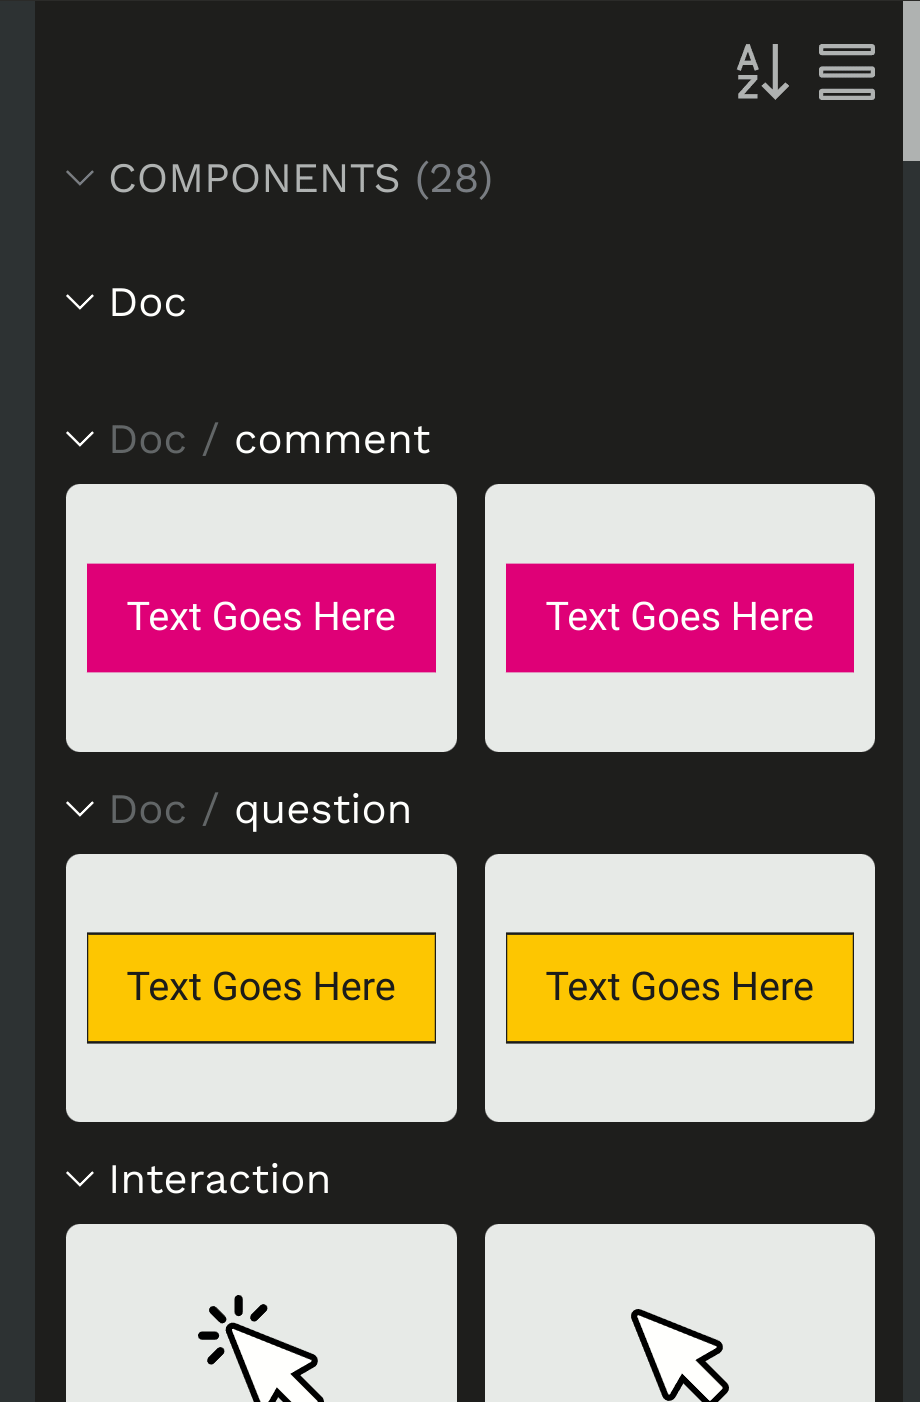 A
Z
COMPONENTS (28)
Doc
Doc / comment
Text Goes Here
Text Goes Here
Doc / question
Text Goes Here
Text Goes Here
Interaction